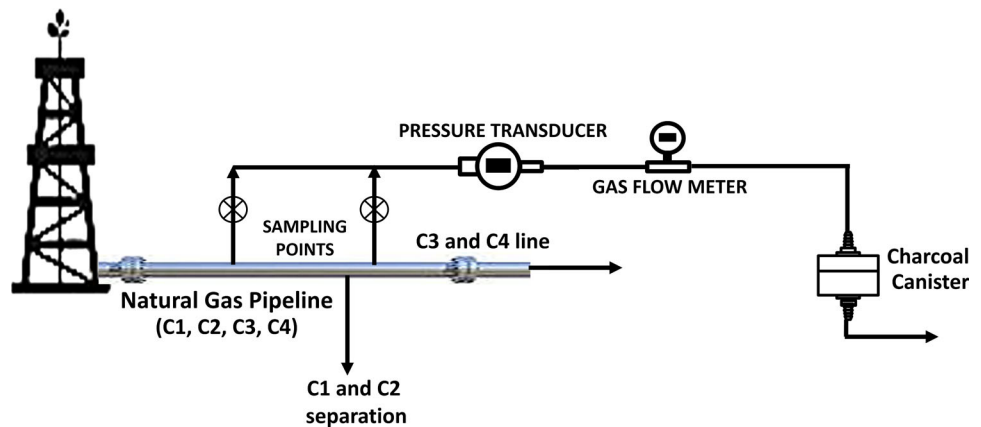 PRESSURE TRANSDUCER
GAS FLOW METER
SAMPLING
POINTS
C3 and C4 line
Charcoal
Canister
Natural Gas Pipeline
(C1, C2, C3, C4)
C1 and C2
separation